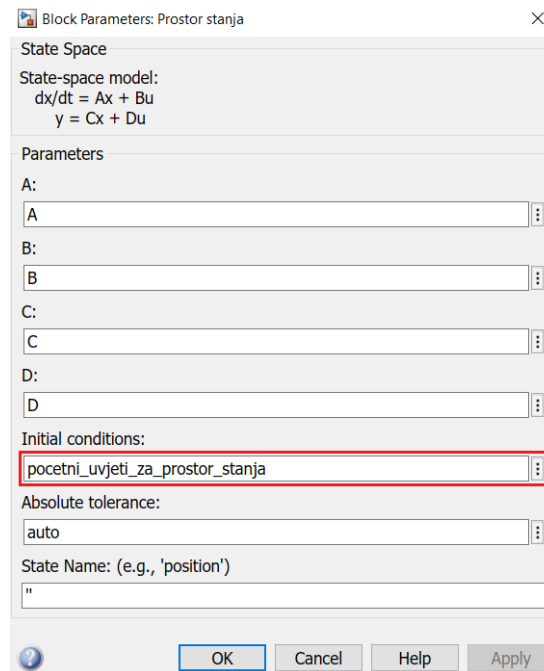 Block Parameters: Prostor stanja
State Space
State-space model:
dx/dt = Ax + Bu
y = Cx + Du
Parameters
A:
A
B:
B
C:
C
D:
D
Initial conditions:
pocetni_uvjeti_za_prostor_stanja
Absolute tolerance:
auto
State Name: (e.g., 'position')
''
OK Cancel Help Apply